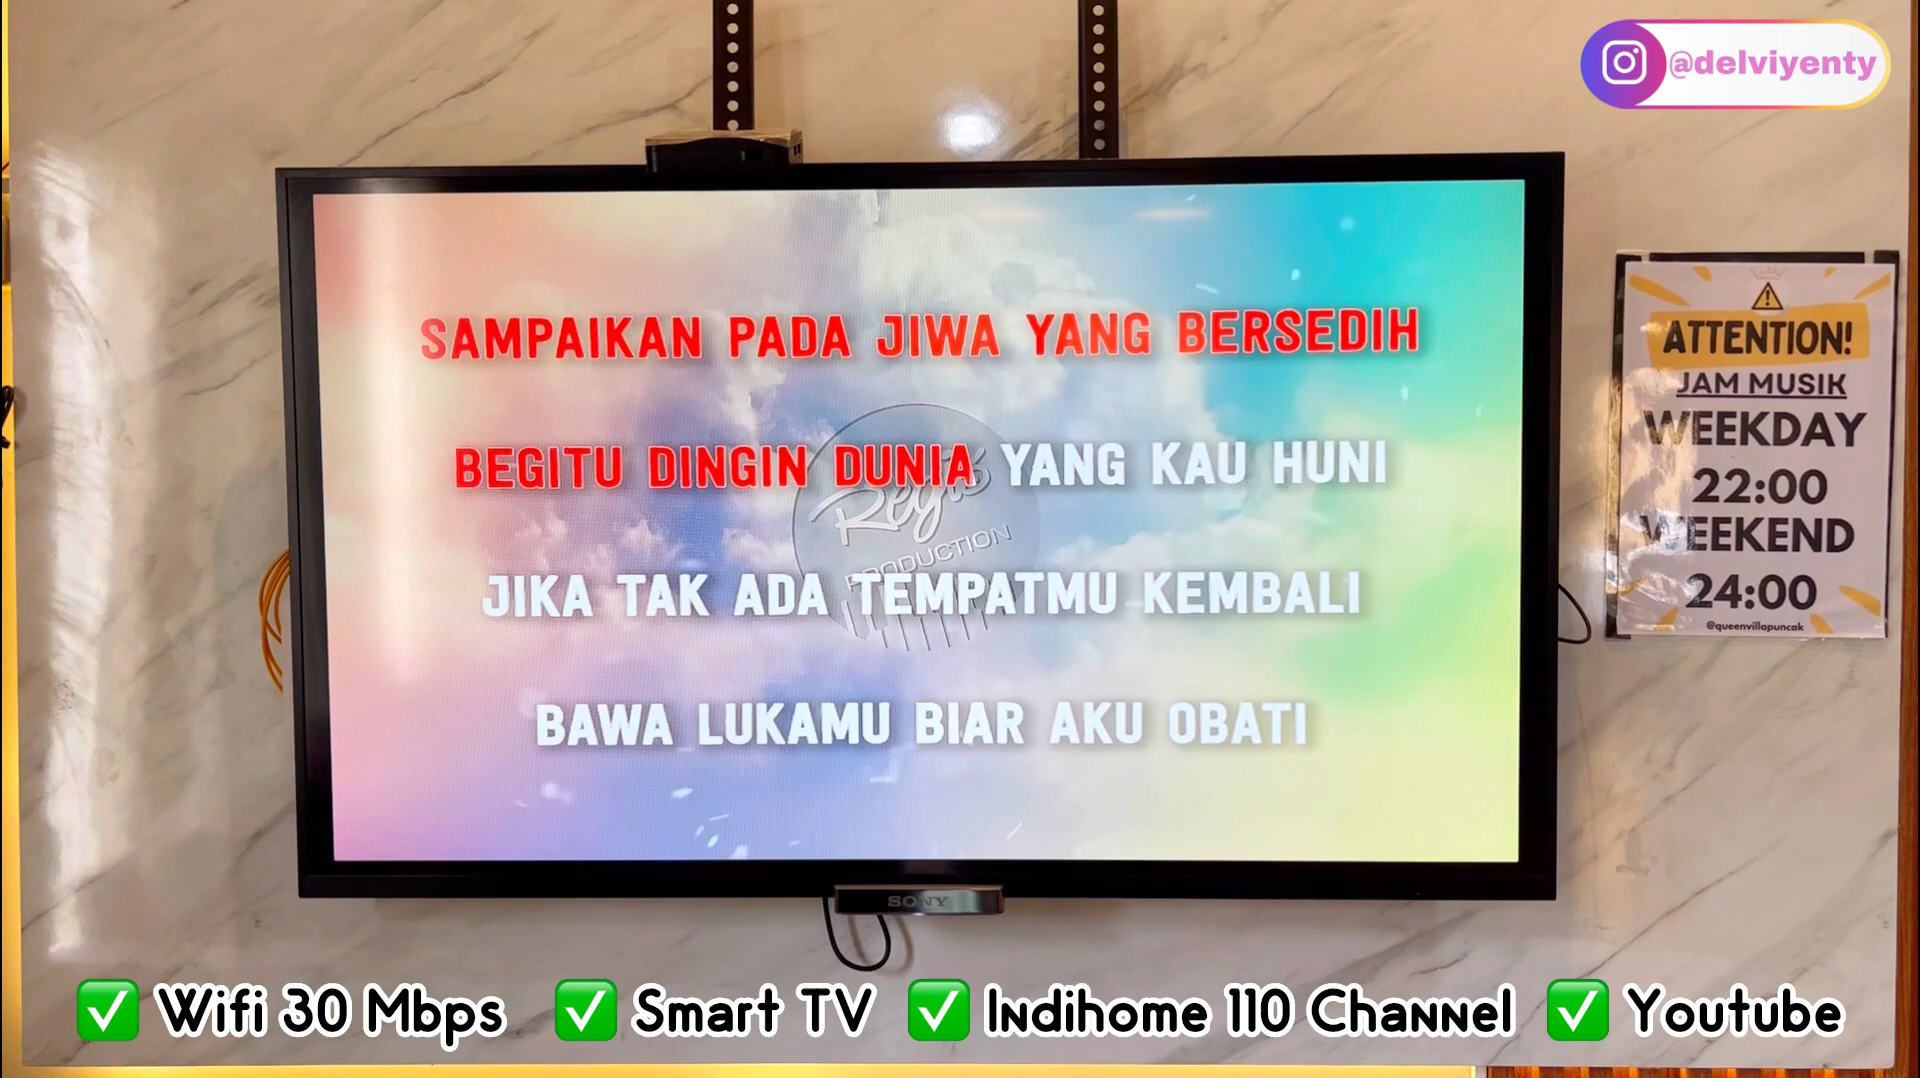 @delviyenty
SAMPAIKAN PADA JIWA YANG BERSEDIH
BEGITU DINGIN DUNIA YANG KAU HUNI
JIKA TAK ADA TEMPATMU KEMBALI
BAWA LUKAMU BIAR AKU OBATI
Regis
PRODUCTION
SONY
ATTENTION!
JAM MUSIK
WEEKDAY
22:00
WEEKEND
24:00
@queenvillapuncak
✅ Wifi 30 Mbps ✅ Smart TV ✅ Indihome 110 Channel ✅ Youtube